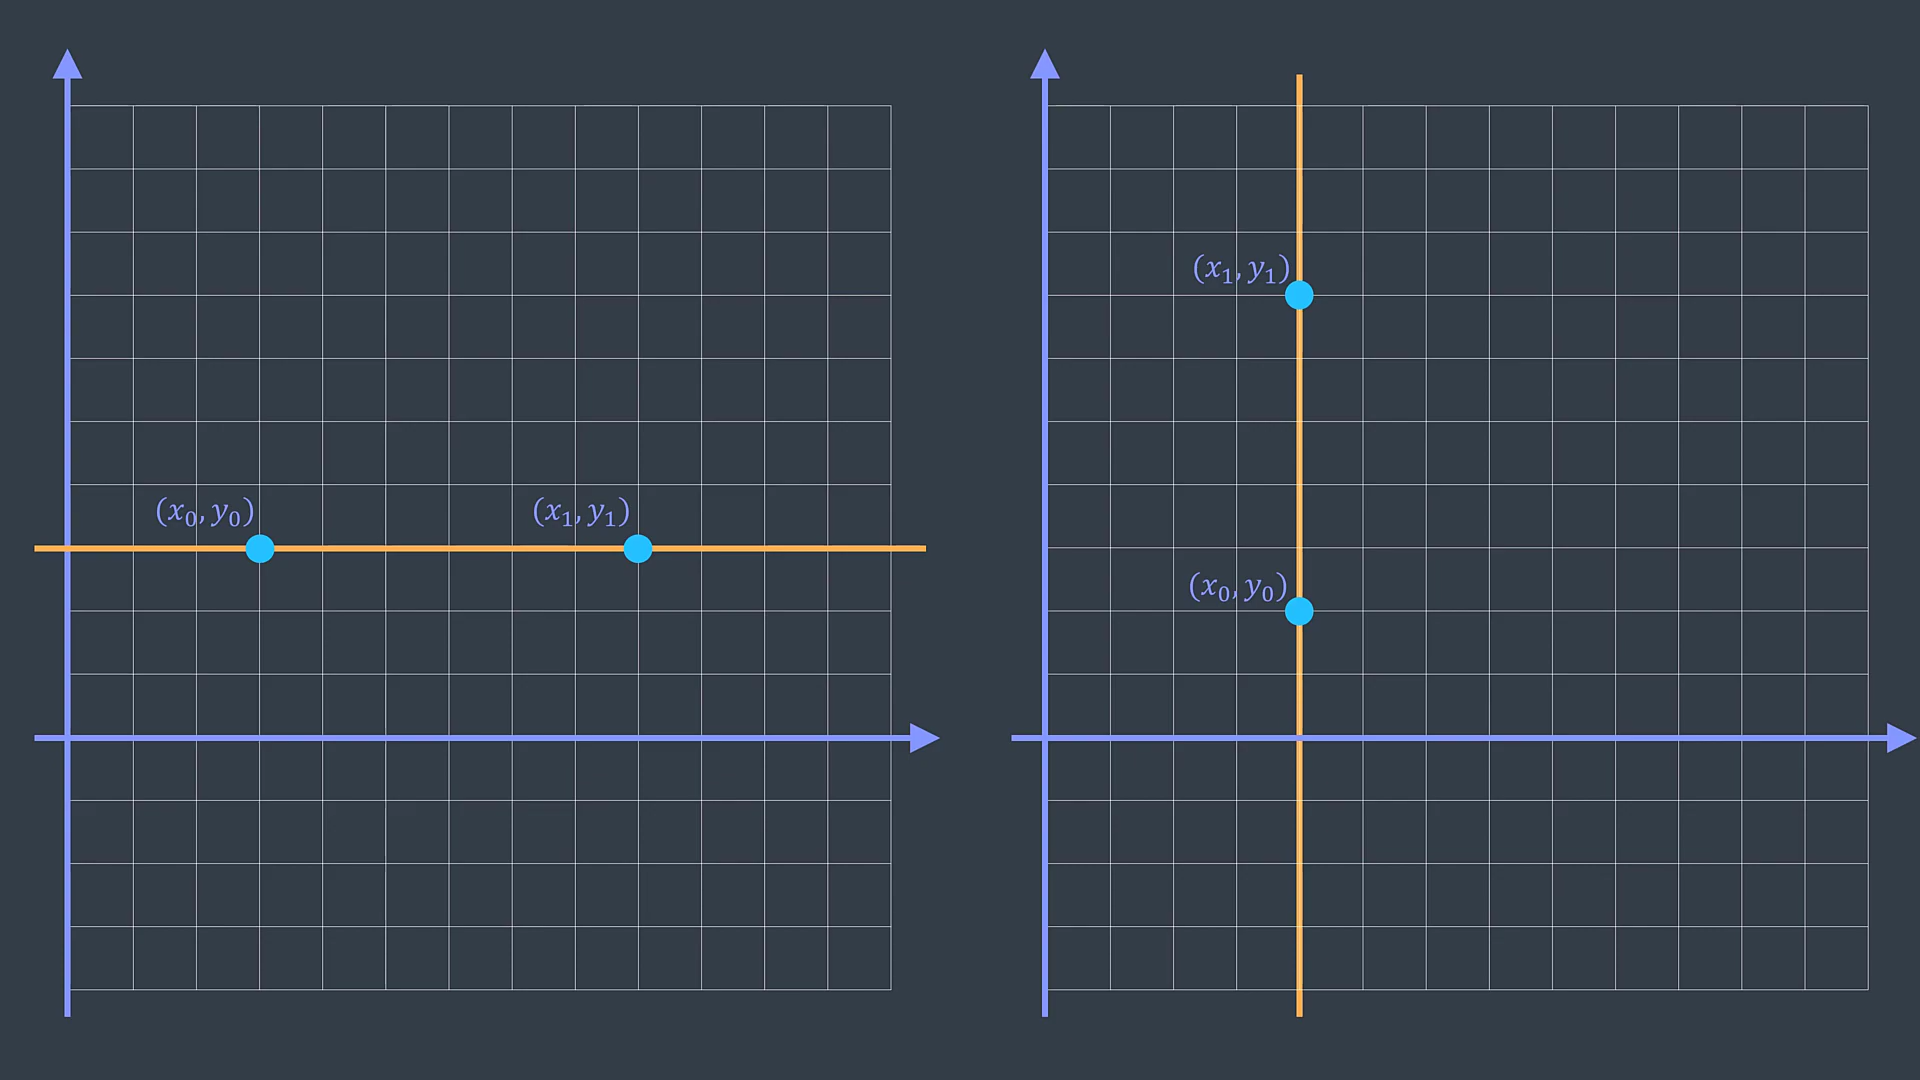 (x₀, y₀)
(x₁, y₁)
(x₁, y₁)
(x₀, y₀)